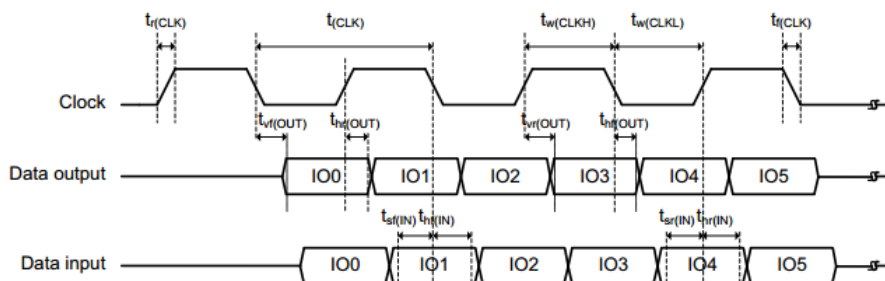 tr(CLK) t(CLK) tw(CLKH) tw(CLKL) tf(CLK)
Clock
tvf(OUT) thr(OUT) tvr(OUT) thf(OUT)
Data output IO0 IO1 IO2 IO3 IO4 IO5
tsf(IN) thf(IN) tsr(IN) thr(IN)
Data input IO0 IO1 IO2 IO3 IO4 IO5